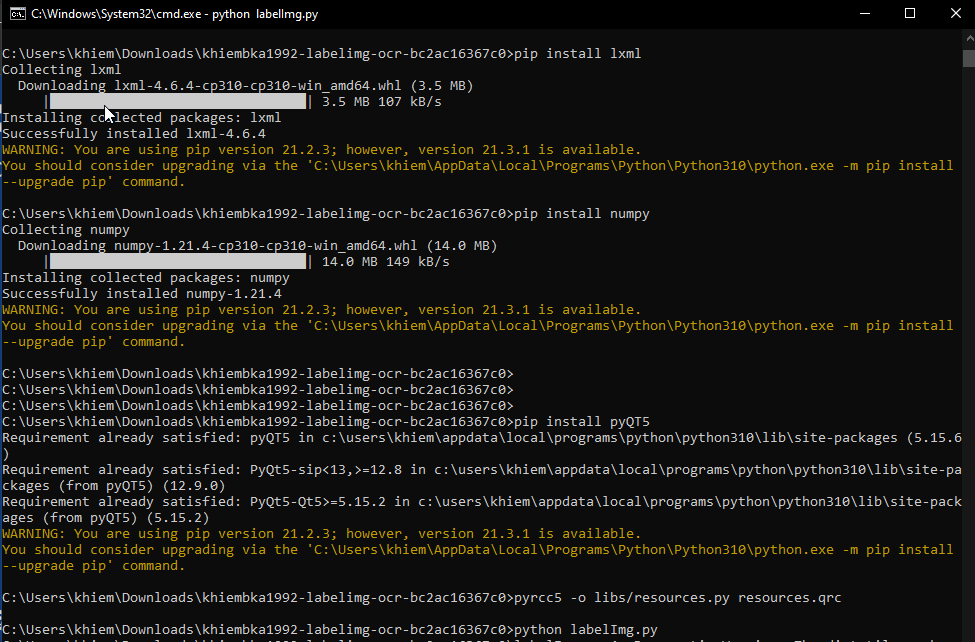 C:\Windows\System32\cmd.exe - python labelImg.py
C:\Users\khiem\Downloads\khiembka1992-labelimg-ocr-bc2ac16367c0>pip install lxml
Collecting lxml
Downloading lxml-4.6.4-cp310-cp310-win_amd64.whl (3.5 MB)
| | 3.5 MB 107 kB/s
Installing collected packages: lxml
Successfully installed lxml-4.6.4
WARNING: You are using pip version 21.2.3; however, version 21.3.1 is available.
You should consider upgrading via the 'C:\Users\khiem\AppData\Local\Programs\Python\Python310\python.exe -m pip install
--upgrade pip' command.
C:\Users\khiem\Downloads\khiembka1992-labelimg-ocr-bc2ac16367c0>pip install numpy
Collecting numpy
Downloading numpy-1.21.4-cp310-cp310-win_amd64.whl (14.0 MB)
| | 14.0 MB 149 kB/s
Installing collected packages: numpy
Successfully installed numpy-1.21.4
WARNING: You are using pip version 21.2.3; however, version 21.3.1 is available.
You should consider upgrading via the 'C:\Users\khiem\AppData\Local\Programs\Python\Python310\python.exe -m pip install
--upgrade pip' command.
C:\Users\khiem\Downloads\khiembka1992-labelimg-ocr-bc2ac16367c0>
C:\Users\khiem\Downloads\khiembka1992-labelimg-ocr-bc2ac16367c0>
C:\Users\khiem\Downloads\khiembka1992-labelimg-ocr-bc2ac16367c0>
C:\Users\khiem\Downloads\khiembka1992-labelimg-ocr-bc2ac16367c0>pip install pyQT5
Requirement already satisfied: pyQT5 in c:\users\khiem\appdata\local\programs\python\python310\lib\site-packages (5.15.6
)
Requirement already satisfied: PyQt5-sip<13,>=12.8 in c:\users\khiem\appdata\local\programs\python\python310\lib\site-pa
ckages (from pyQT5) (12.9.0)
Requirement already satisfied: PyQt5-Qt5>=5.15.2 in c:\users\khiem\appdata\local\programs\python\python310\lib\site-pack
ages (from pyQT5) (5.15.2)
WARNING: You are using pip version 21.2.3; however, version 21.3.1 is available.
You should consider upgrading via the 'C:\Users\khiem\AppData\Local\Programs\Python\Python310\python.exe -m pip install
--upgrade pip' command.
C:\Users\khiem\Downloads\khiembka1992-labelimg-ocr-bc2ac16367c0>pyrcc5 -o libs/resources.py resources.qrc
C:\Users\khiem\Downloads\khiembka1992-labelimg-ocr-bc2ac16367c0>python labelImg.py